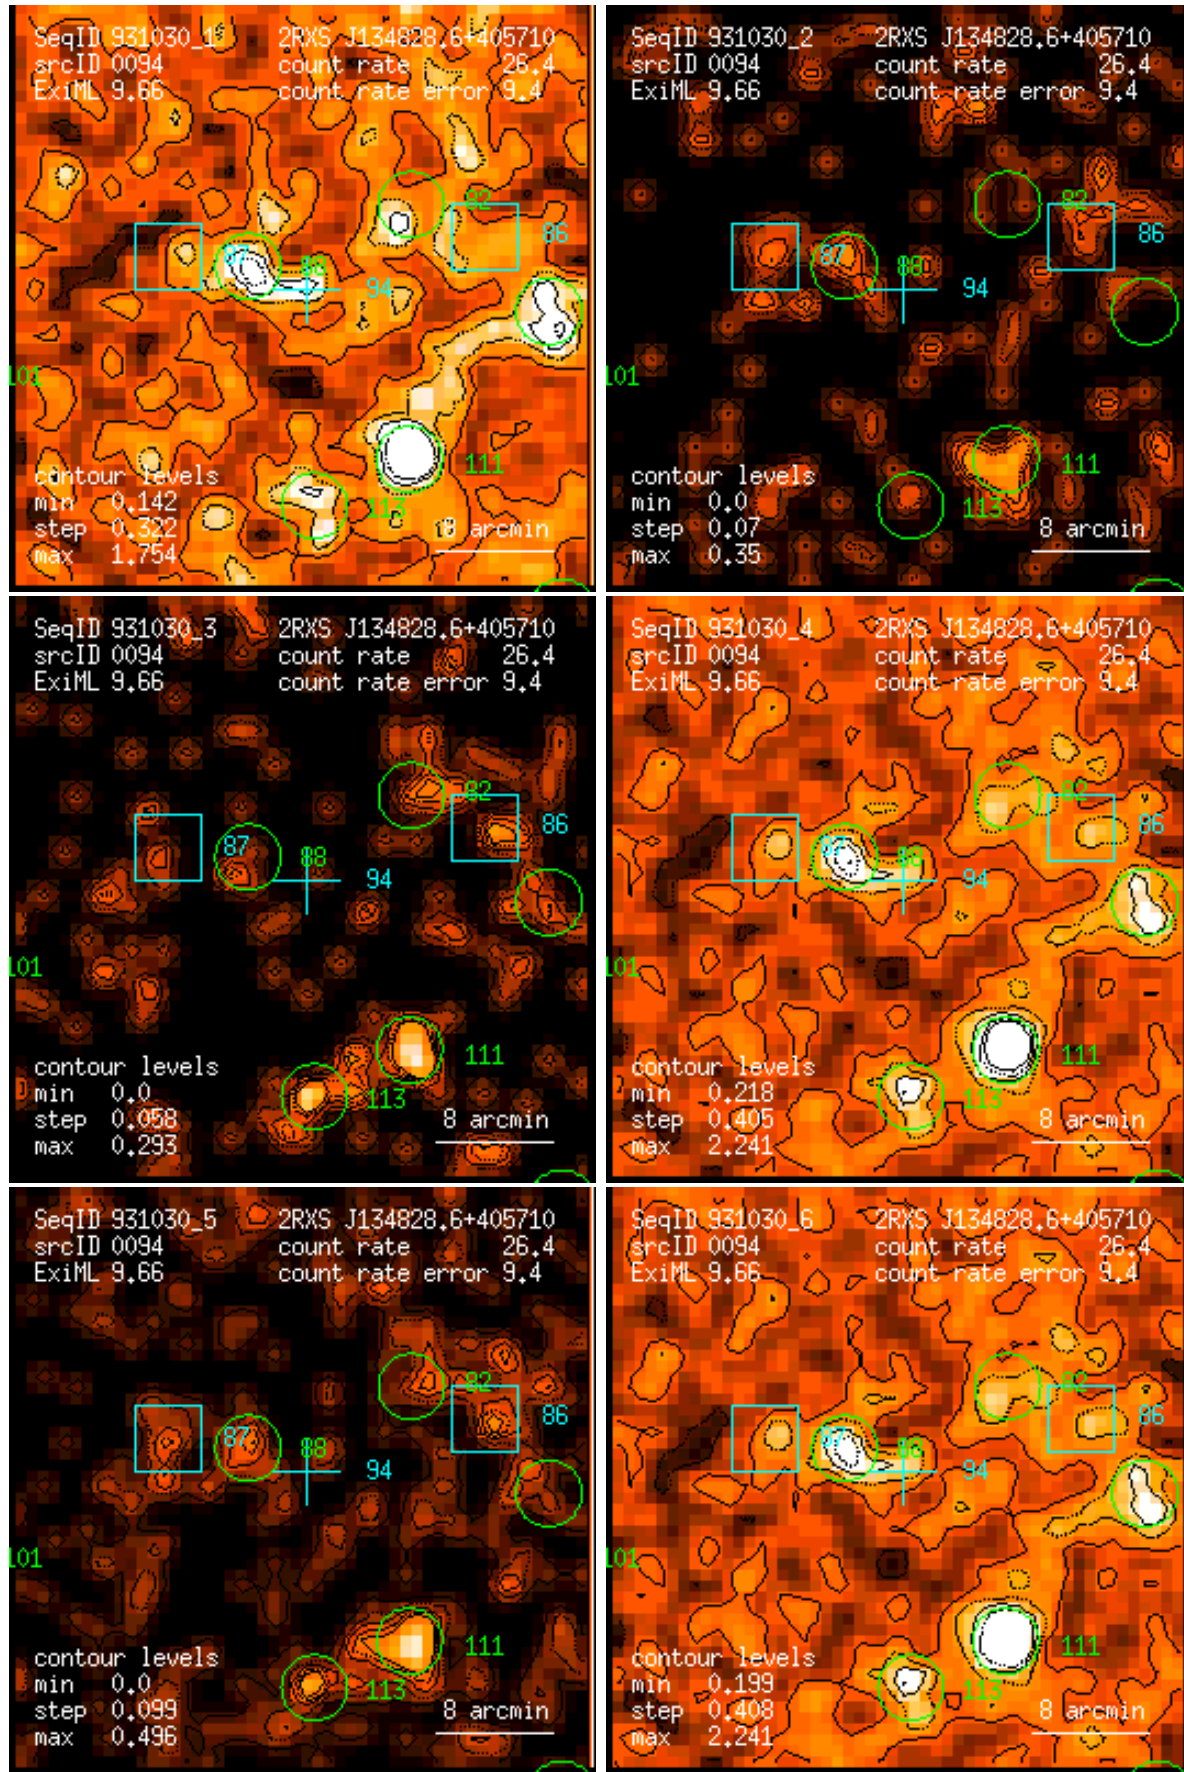 SeqID 931030_1 2RXS J134828.6+405710
srcID 0094 count rate 26.4
ExiML 9.66 count rate error 9.4
82
86
87 88
94
101
111
contour levels
min 0.142 113
step 0.322 8 arcmin
max 1.754
SeqID 931030_2 2RXS J134828.6+405710
srcID 0094 count rate 26.4
ExiML 9.66 count rate error 9.4
82
86
87 88
94
101
111
contour levels
min 0.0 113
step 0.07 8 arcmin
max 0.35
SeqID 931030_3 2RXS J134828.6+405710
srcID 0094 count rate 26.4
ExiML 9.66 count rate error 9.4
82
86
87 88
94
101
111
contour levels
min 0.0 113
step 0.058 8 arcmin
max 0.293
SeqID 931030_4 2RXS J134828.6+405710
srcID 0094 count rate 26.4
ExiML 9.66 count rate error 9.4
82
86
87 88
94
101
111
contour levels
min 0.218 113
step 0.405 8 arcmin
max 2.241
SeqID 931030_5 2RXS J134828.6+405710
srcID 0094 count rate 26.4
ExiML 9.66 count rate error 9.4
82
86
87 88
94
101
111
contour levels
min 0.0 113
step 0.099 8 arcmin
max 0.496
SeqID 931030_6 2RXS J134828.6+405710
srcID 0094 count rate 26.4
ExiML 9.66 count rate error 9.4
82
86
87 88
94
101
111
contour levels
min 0.199 113
step 0.408 8 arcmin
max 2.241